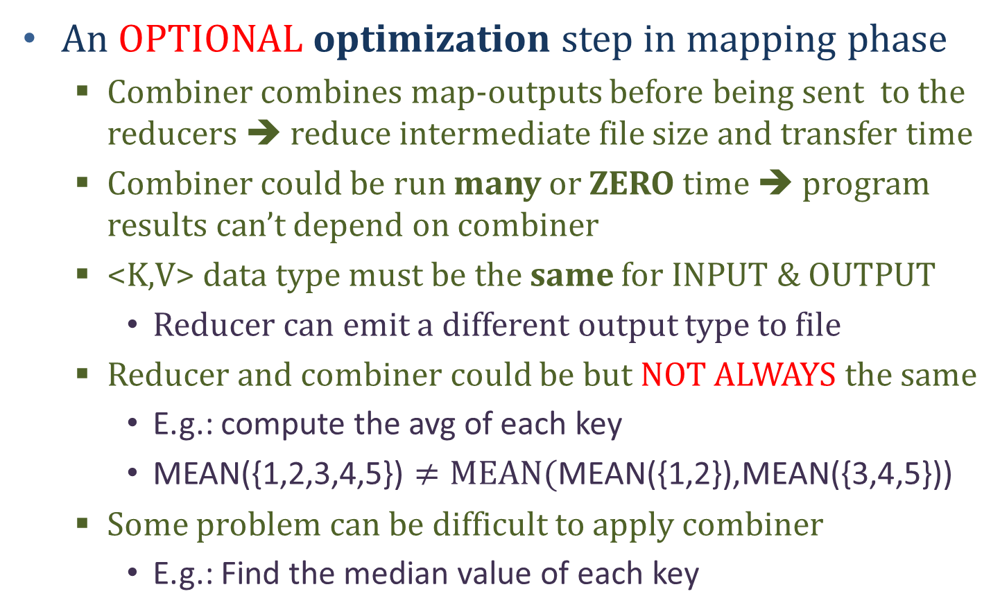 • An OPTIONAL optimization step in mapping phase
▪ Combiner combines map-outputs before being sent to the
reducers ➔ reduce intermediate file size and transfer time
▪ Combiner could be run many or ZERO time ➔ program
results can’t depend on combiner
▪ <K,V> data type must be the same for INPUT & OUTPUT
• Reducer can emit a different output type to file
▪ Reducer and combiner could be but NOT ALWAYS the same
• E.g.: compute the avg of each key
• MEAN({1,2,3,4,5}) ≠ MEAN(MEAN({1,2}),MEAN({3,4,5}))
▪ Some problem can be difficult to apply combiner
• E.g.: Find the median value of each key